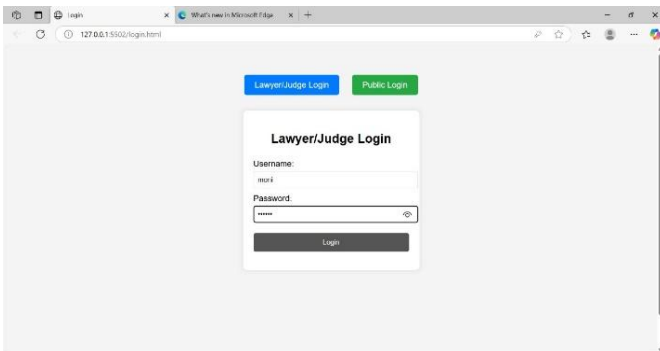 Login
What's new in Microsoft Edge
127.0.0.1:5502/login.html
Lawyer/Judge Login
Public Login
Lawyer/Judge Login
Username:
moni
Password:
Login